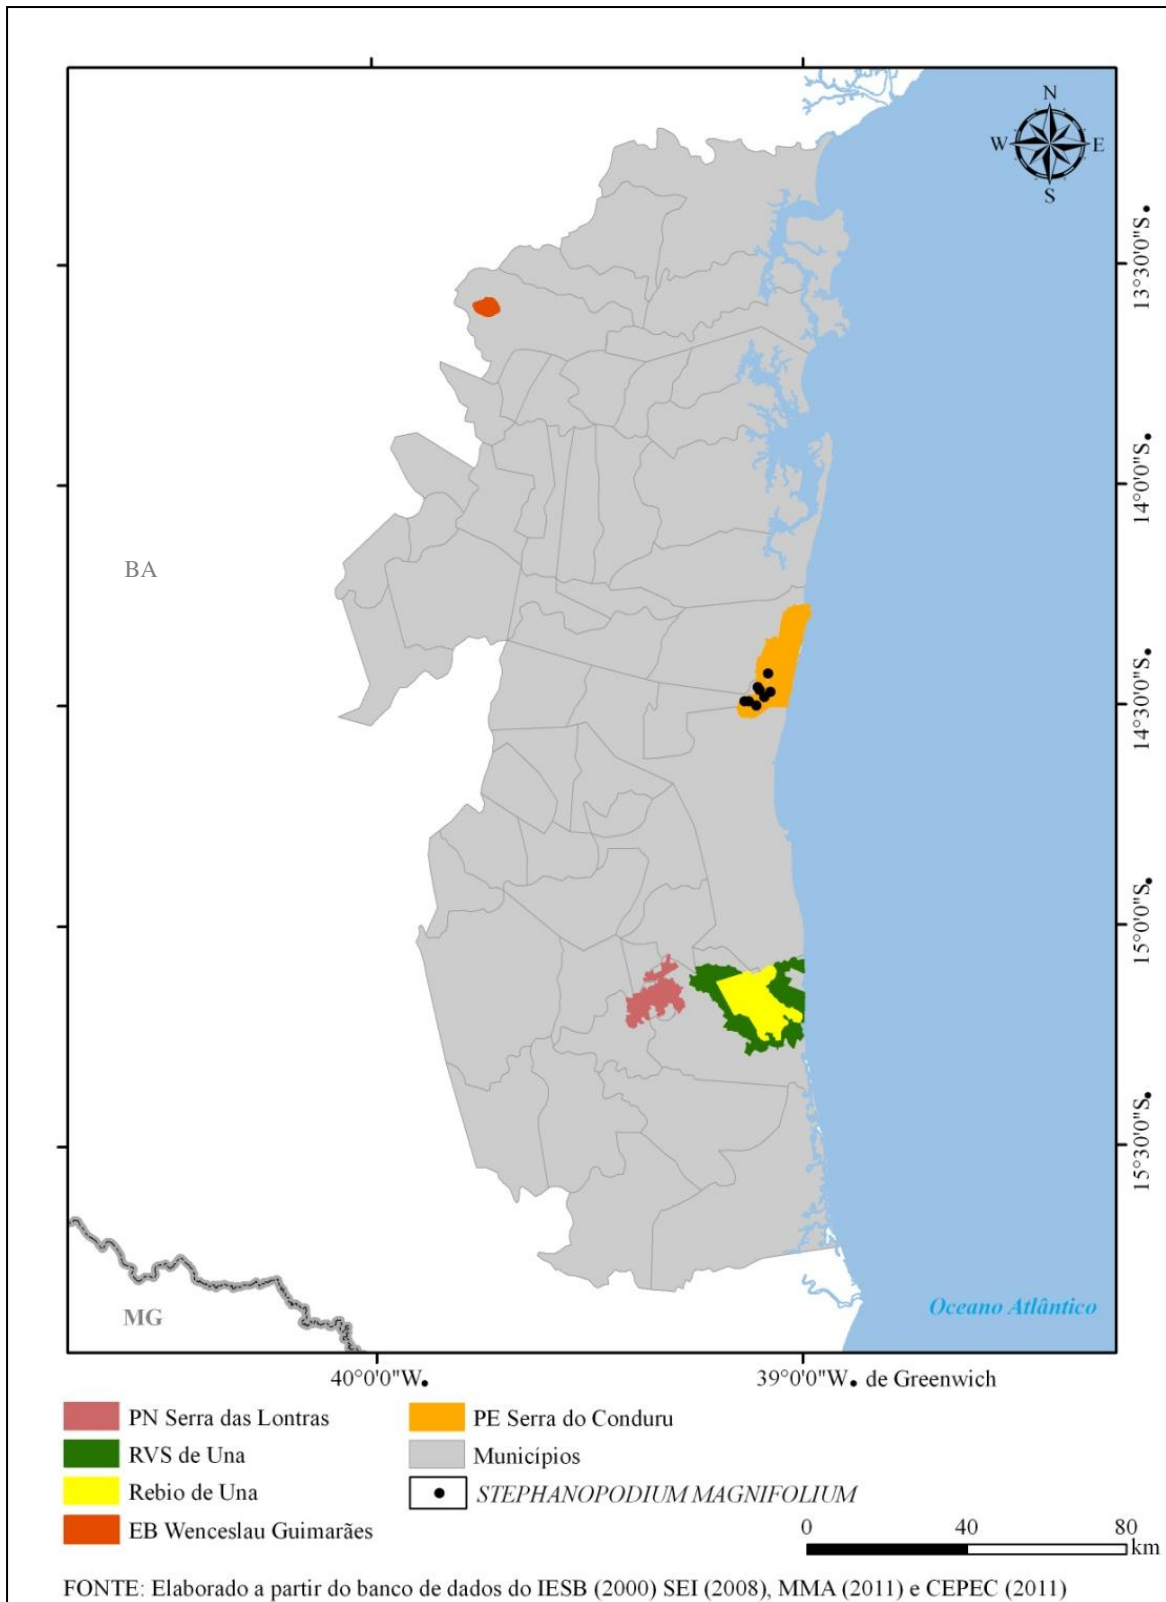 N
W E
S
13°30'0"S.
14°0'0"S.
BA
14°30'0"S.
15°0'0"S.
15°30'0"S.
Oceano Atlântico
MG
40°0'0"W.
39°0'0"W. de Greenwich
PN Serra das Lontras
RVS de Una
Rebio de Una
EB Wenceslau Guimarães
PE Serra do Conduru
Municípios
STEPHANOPODIUM MAGNIFOLIUM
0 40 80
km
FONTE: Elaborado a partir do banco de dados do IESB (2000) SEI (2008), MMA (2011) e CEPEC (2011)